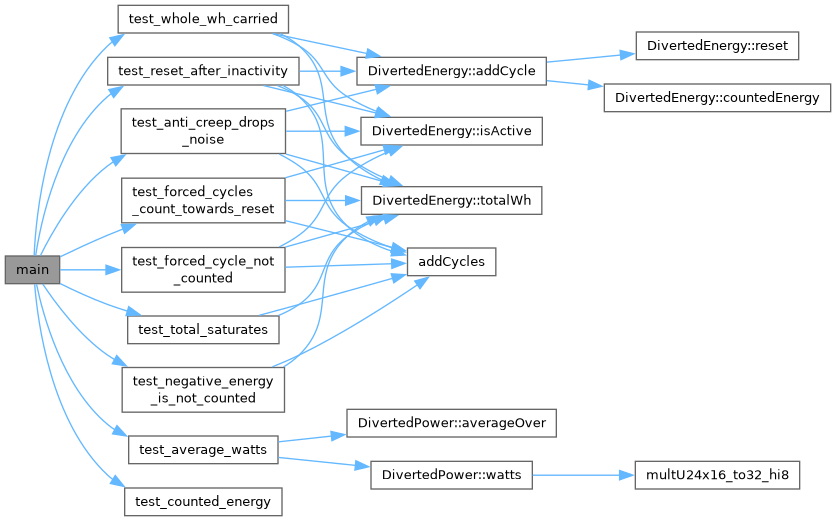 main
test_whole_wh_carried
test_reset_after_inactivity
test_anti_creep_drops
_noise
test_forced_cycles
_count_towards_reset
test_forced_cycle_not
_counted
test_total_saturates
test_negative_energy
_is_not_counted
test_average_watts
test_counted_energy
DivertedEnergy::addCycle
DivertedEnergy::isActive
DivertedEnergy::totalWh
addCycles
DivertedPower::averageOver
DivertedPower::watts
DivertedEnergy::reset
DivertedEnergy::countedEnergy
multU24x16_to32_hi8